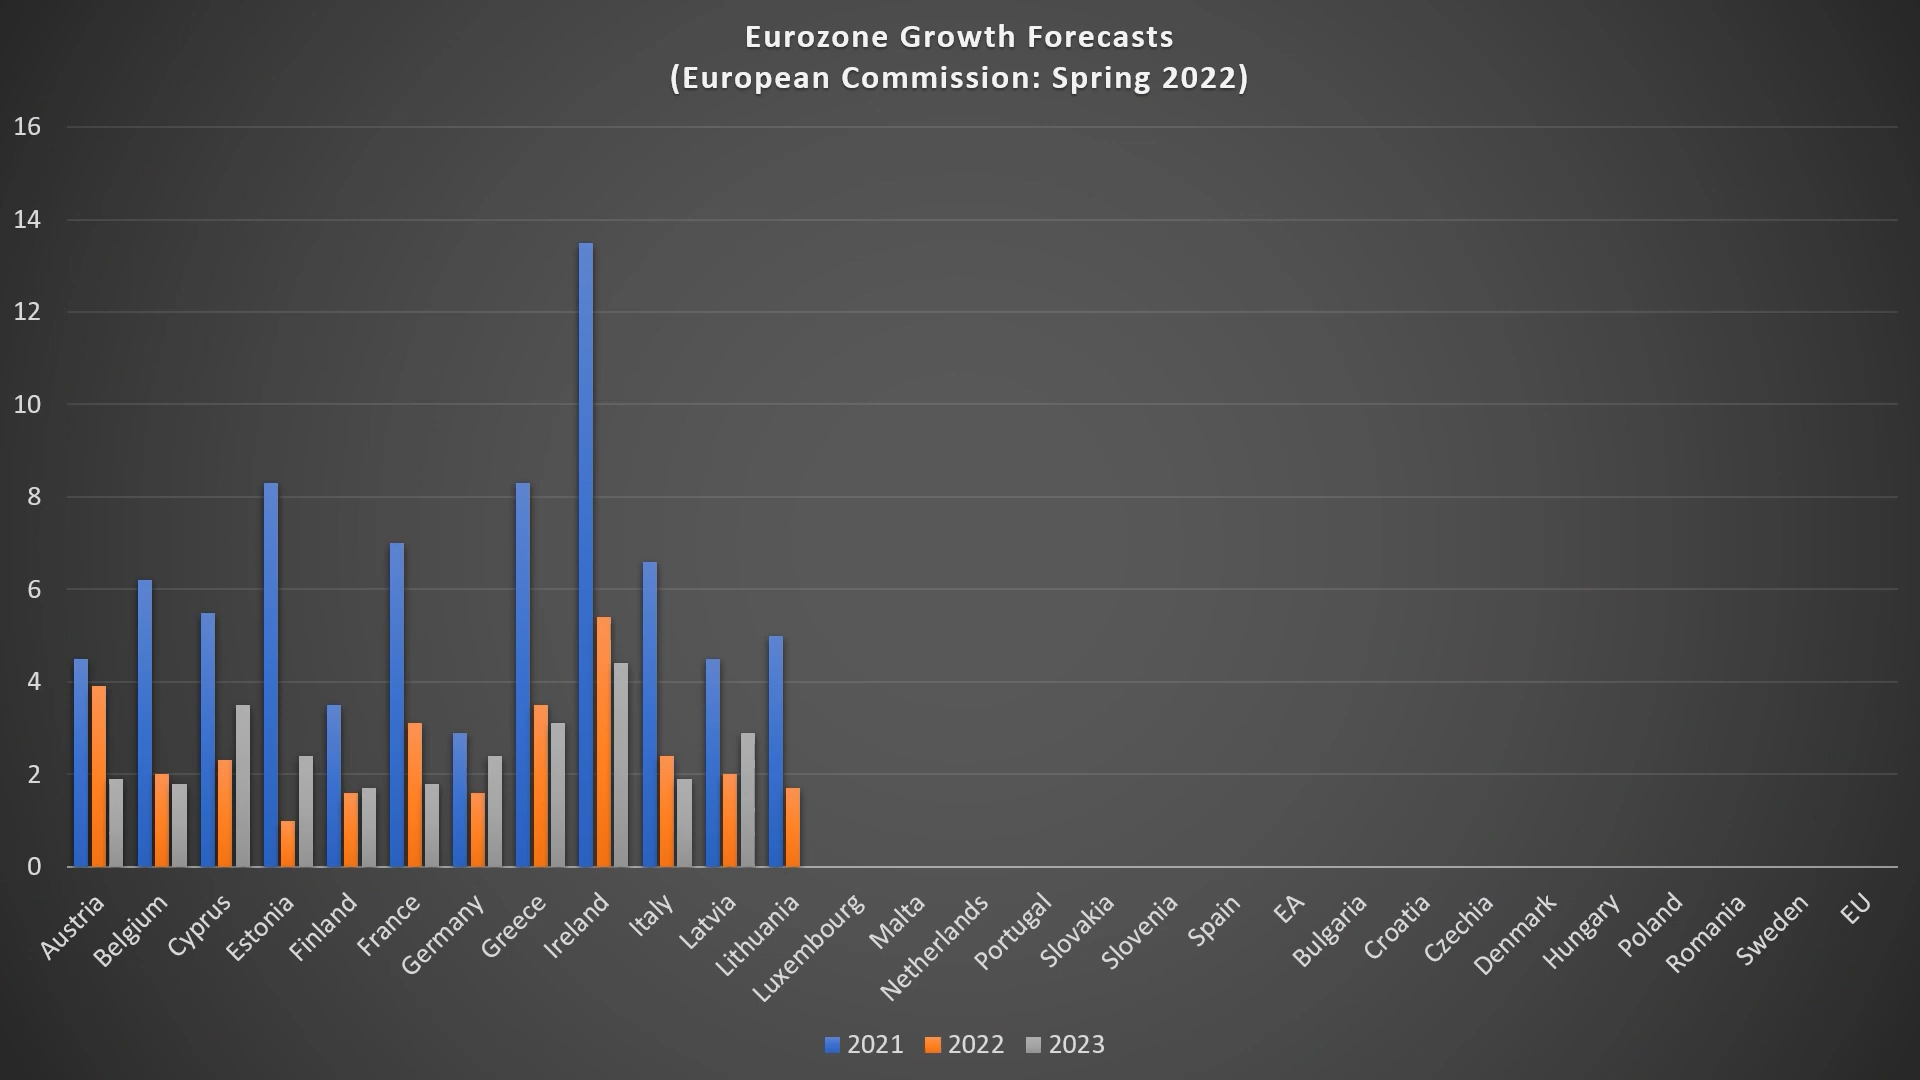 Eurozone Growth Forecasts
(European Commission: Spring 2022)
16
14
12
10
8
6
4
2
0
Austria
Belgium
Cyprus
Estonia
Finland
France
Germany
Greece
Ireland
Italy
Latvia
Lithuania
Luxembourg
Malta
Netherlands
Portugal
Slovakia
Slovenia
Spain
EA
Bulgaria
Croatia
Czechia
Denmark
Hungary
Poland
Romania
Sweden
EU
2021 2022 2023